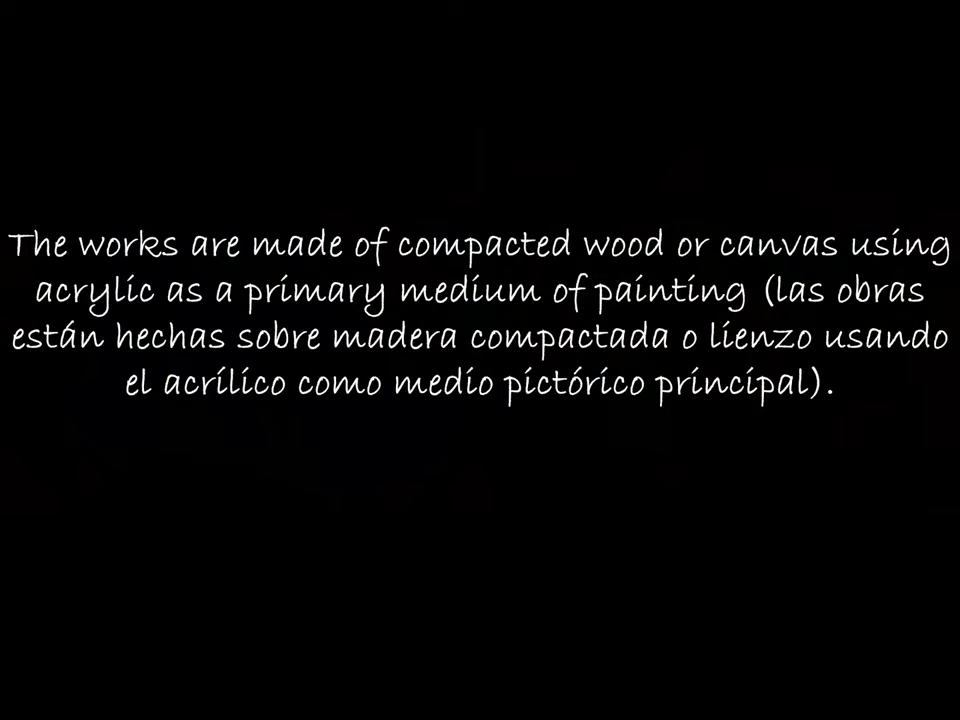 The works are made of compacted wood or canvas using
acrylic as a primary medium of painting (las obras
están hechas sobre madera compactada o lienzo usando
el acrílico como medio pictórico principal).